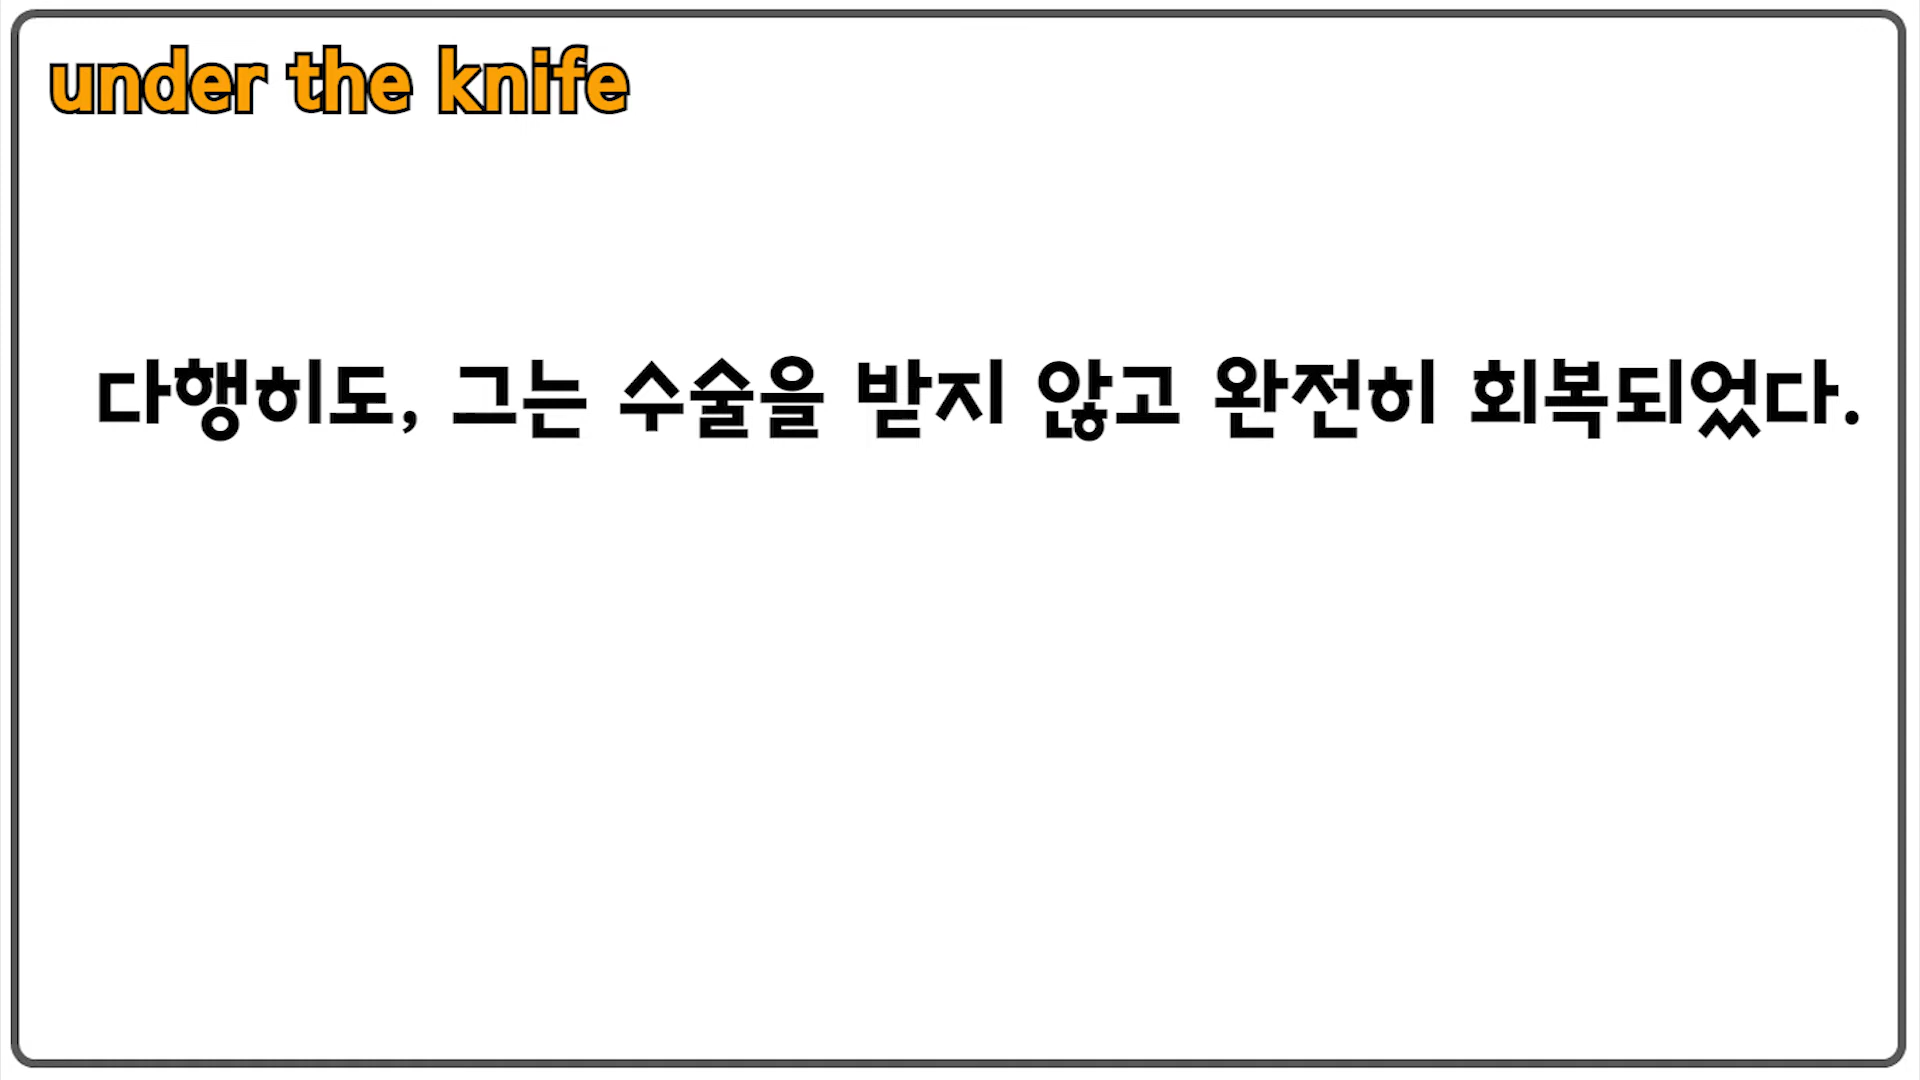 under the knife
다행히도, 그는 수술을 받지 않고 완전히 회복되었다.